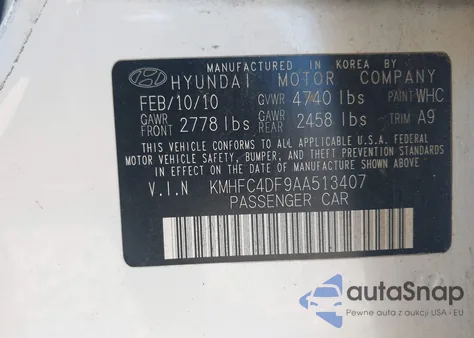 MANUFACTURED IN KOREA BY
HYUNDAI MOTOR COMPANY
FEB/10/10 GVWR 4740 lbs PAINT WHC
GAWR FRONT 2778 lbs GAWR REAR 2458 lbs TRIM A9
THIS VEHICLE CONFORMS TO ALL APPLICABLE U.S.A. FEDERAL
MOTOR VEHICLE SAFETY, BUMPER, AND THEFT PREVENTION STANDARDS
IN EFFECT ON THE DATE OF MANUFACTURE SHOWN ABOVE.
V.I.N KMHFC4DF9AA513407
PASSENGER CAR
autoSnap
Pewne auta z aukcji USA i EU